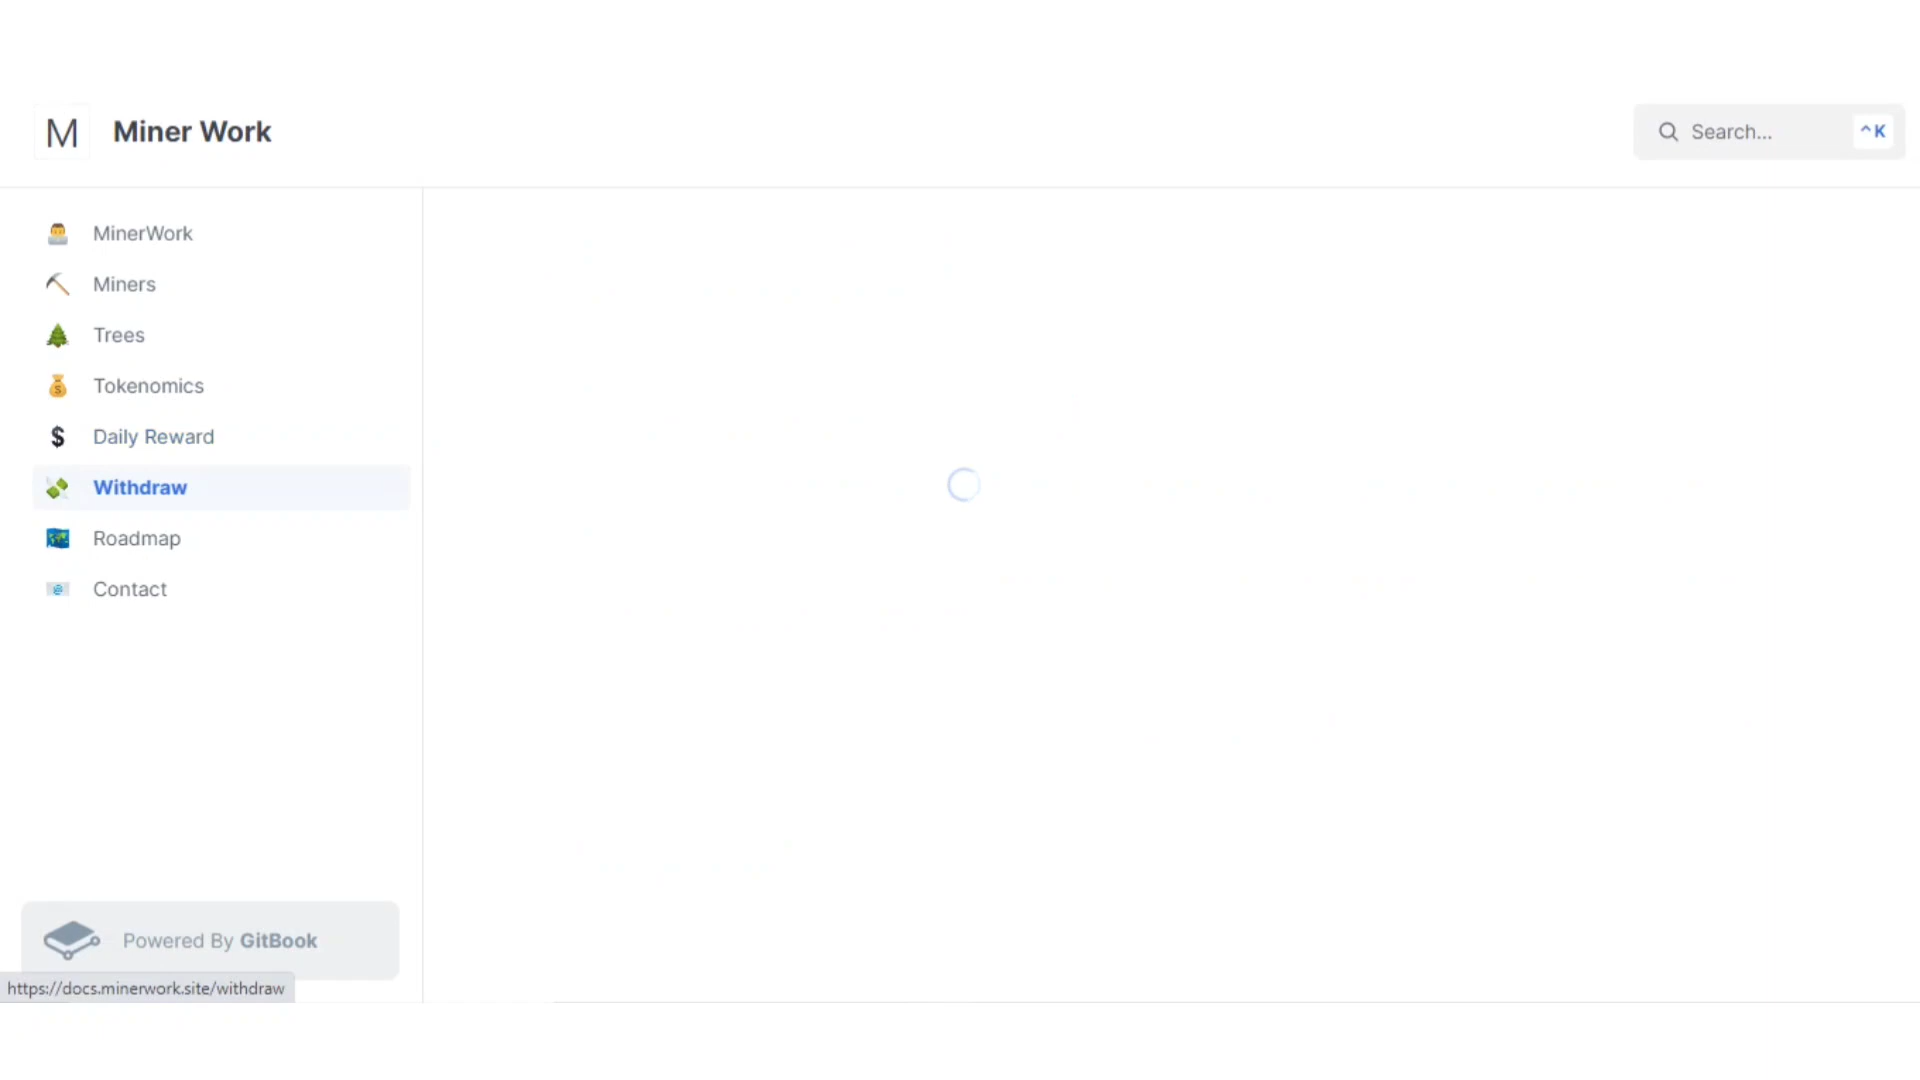 M Miner Work
Search... ^K
MinerWork
Miners
Trees
Tokenomics
$ Daily Reward
Withdraw
Roadmap
Contact
Powered By GitBook
https://docs.minerwork.site/withdraw